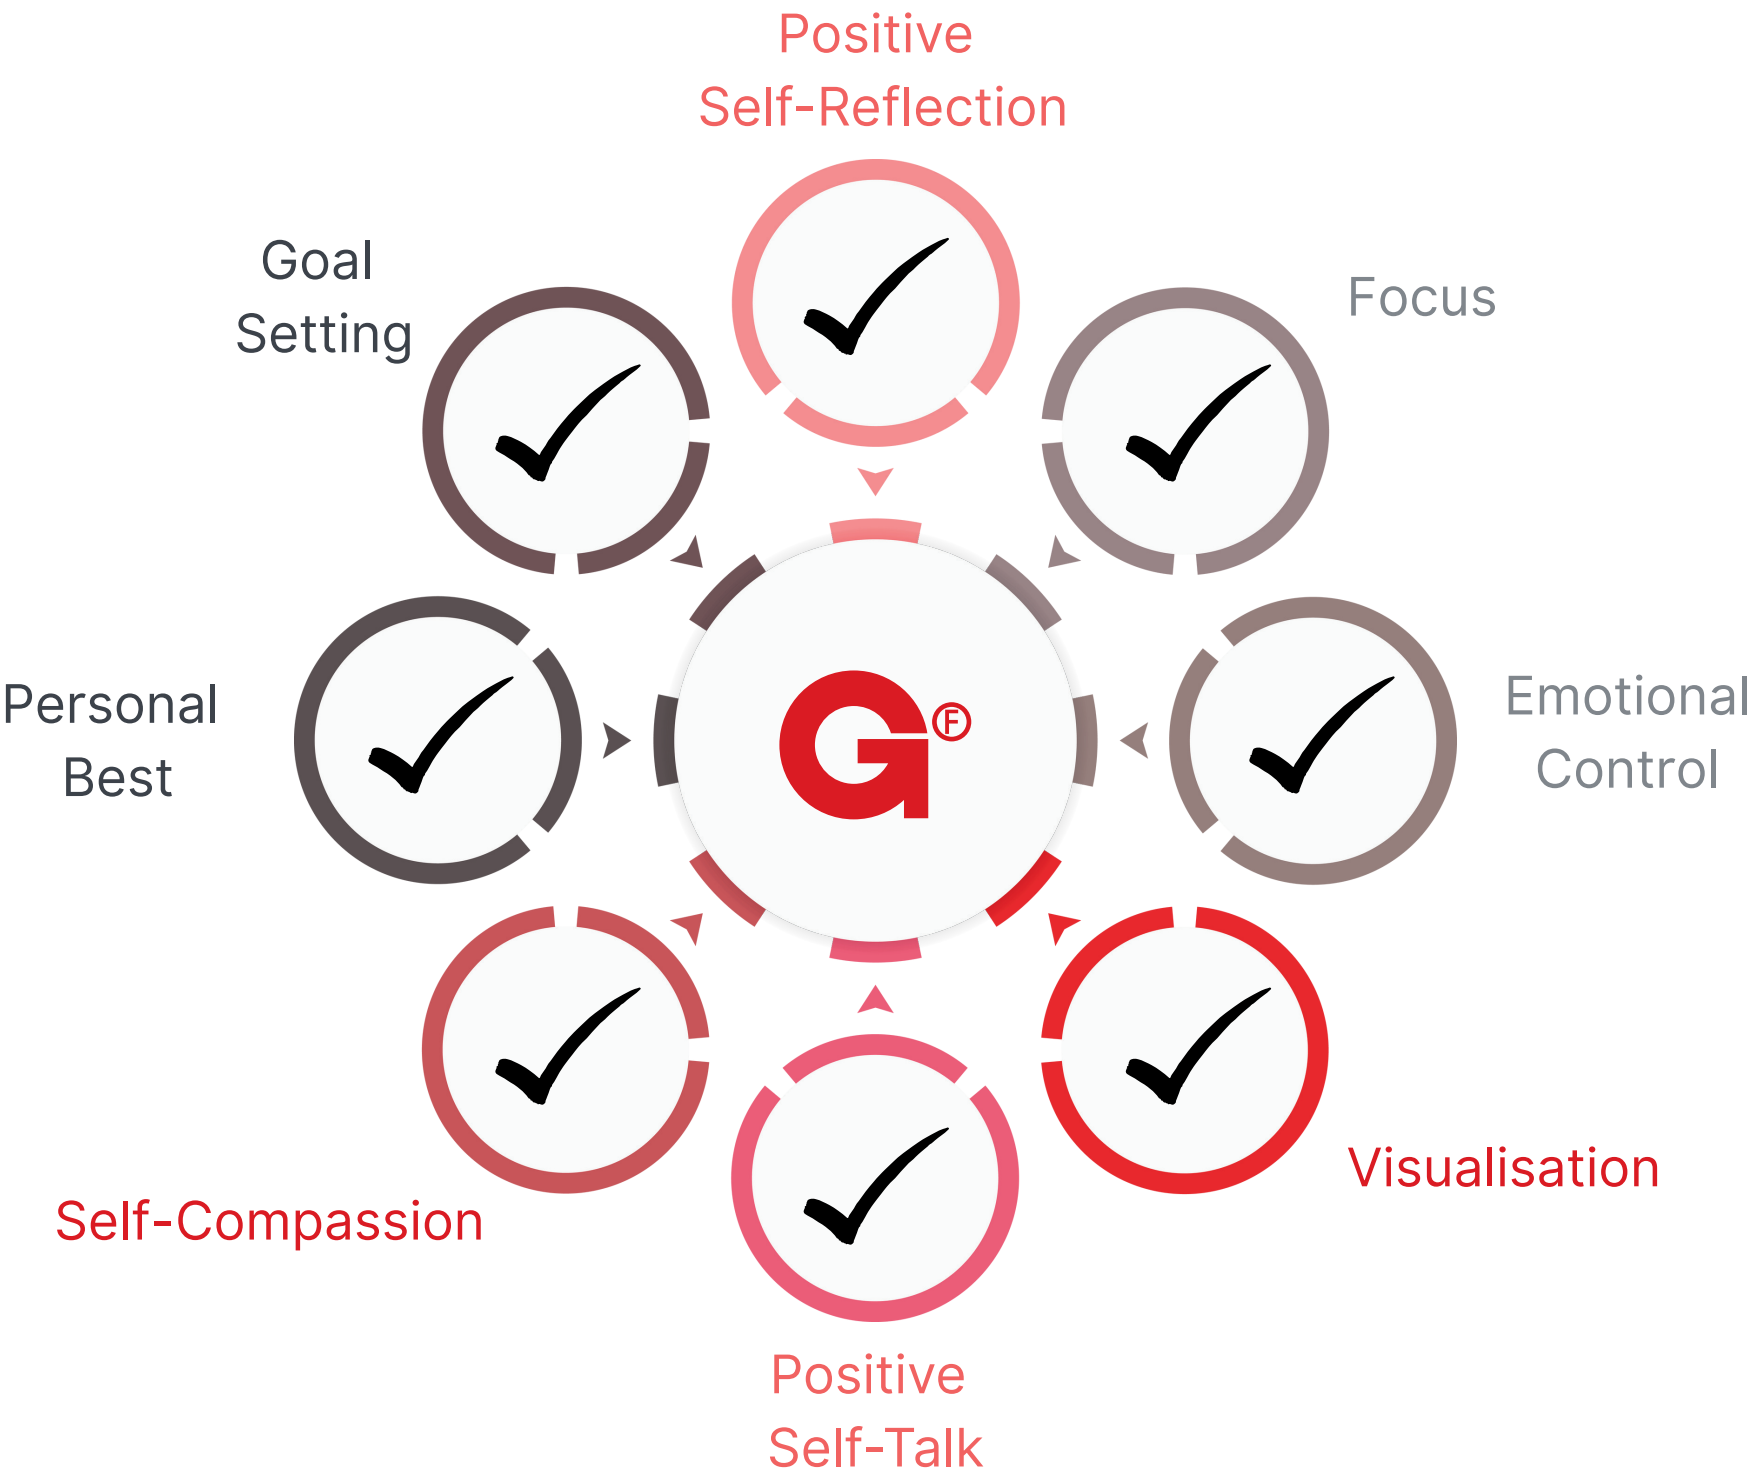 Positive
Self-Reflection
Goal
Setting
Focus
Personal
Best
G
F
Emotional
Control
Self-Compassion
Visualisation
Positive
Self-Talk